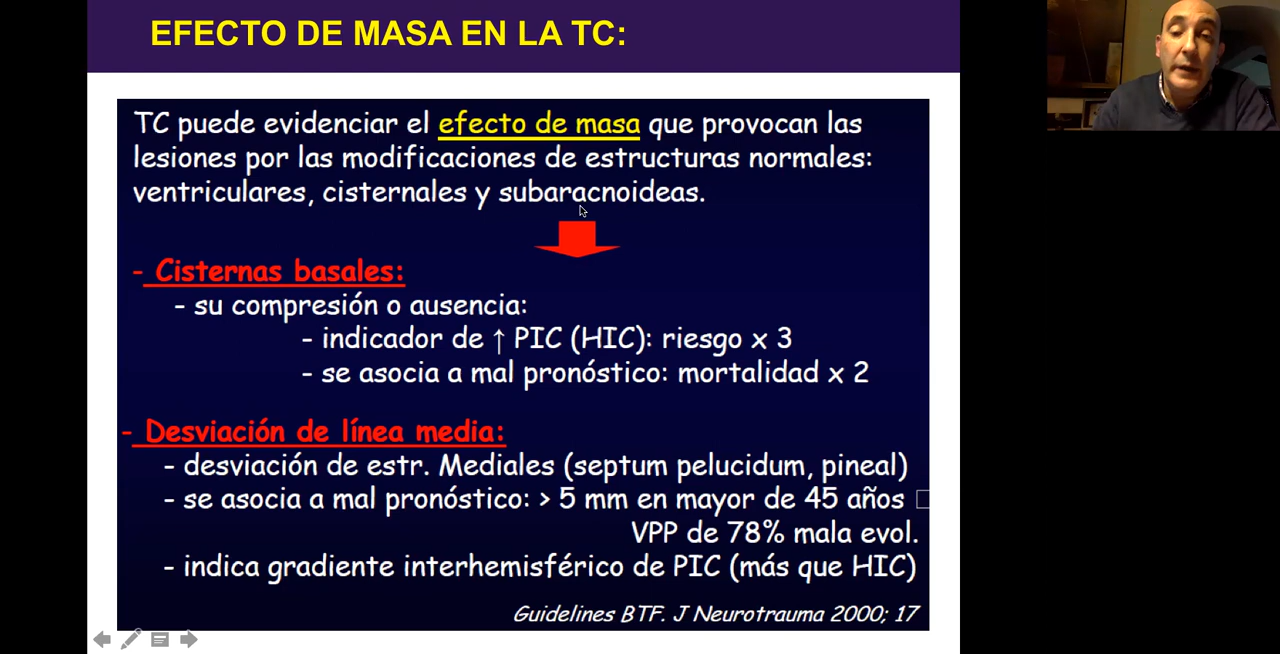 EFECTO DE MASA EN LA TC:
TC puede evidenciar el efecto de masa que provocan las
lesiones por las modificaciones de estructuras normales:
ventriculares, cisternales y subaracnoideas.
- Cisternas basales:
- su compresión o ausencia:
- indicador de ↑ PIC (HIC): riesgo x 3
- se asocia a mal pronóstico: mortalidad x 2
- Desviación de línea media:
- desviación de estr. Mediales (septum pelucidum, pineal)
- se asocia a mal pronóstico: > 5 mm en mayor de 45 años □
VPP de 78% mala evol.
- indica gradiente interhemisférico de PIC (más que HIC)
Guidelines BTF. J Neurotrauma 2000; 17